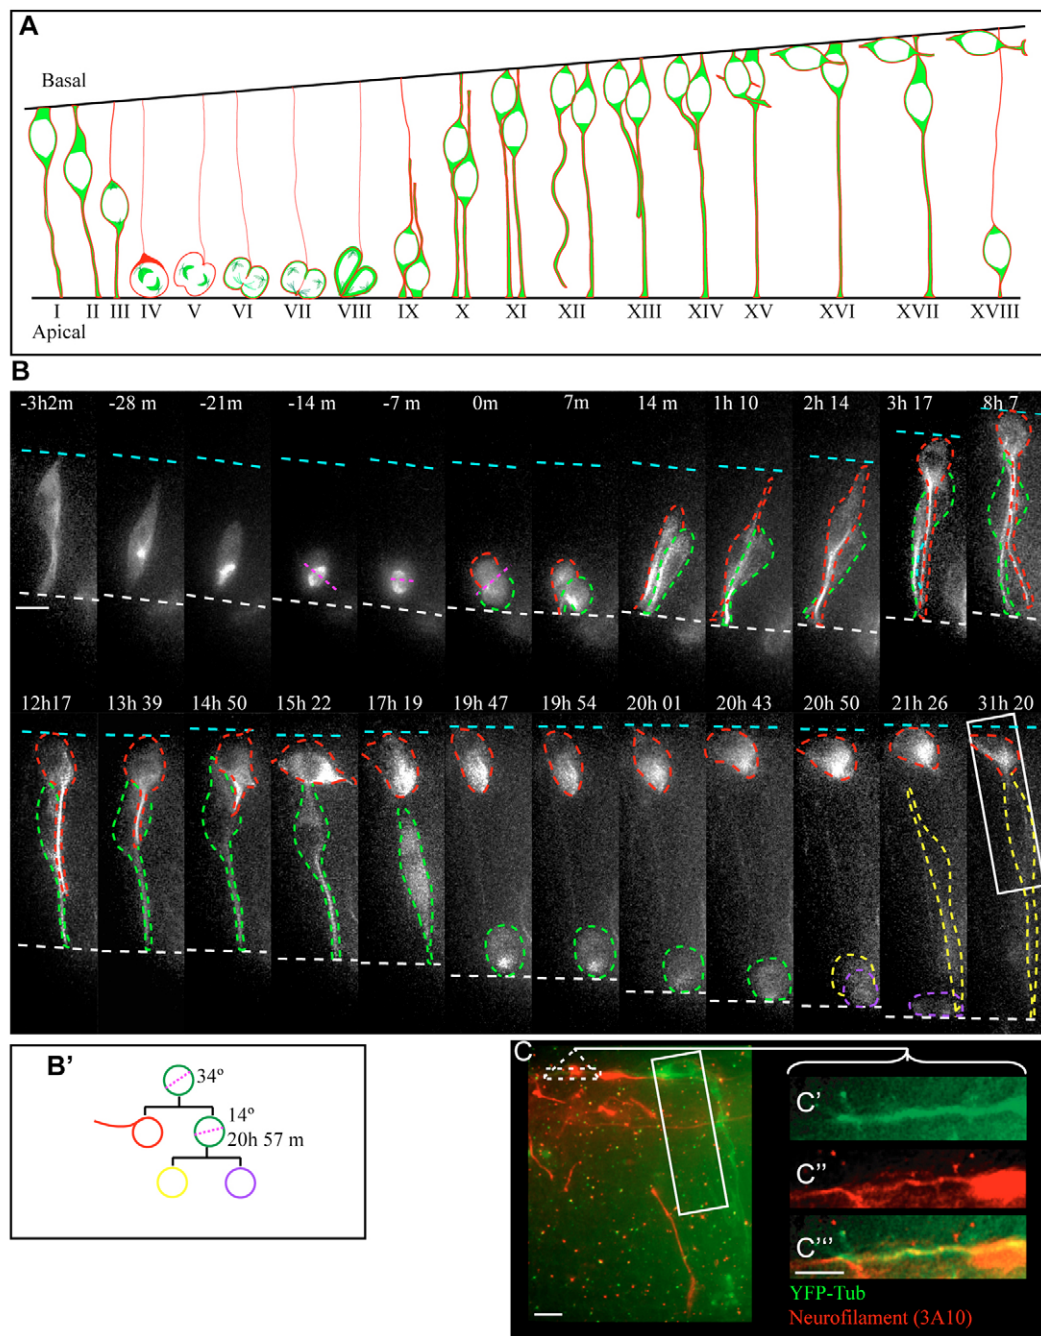 A
Basal
I II III IV V VI VII VIII IX X XI XII XIII XIV XV XVI XVII XVIII
Apical
B
-3h2m -28 m -21m -14 m -7 m 0m 7m 14 m 1h 10 2h 14 3h 17 8h 7
12h17 13h 39 14h 50 15h 22 17h 19 19h 47 19h 54 20h 01 20h 43 20h 50 21h 26 31h 20
B'
34º
14º
20h 57 m
C
C'
C''
C'''
YFP-Tub
Neurofilament (3A10)